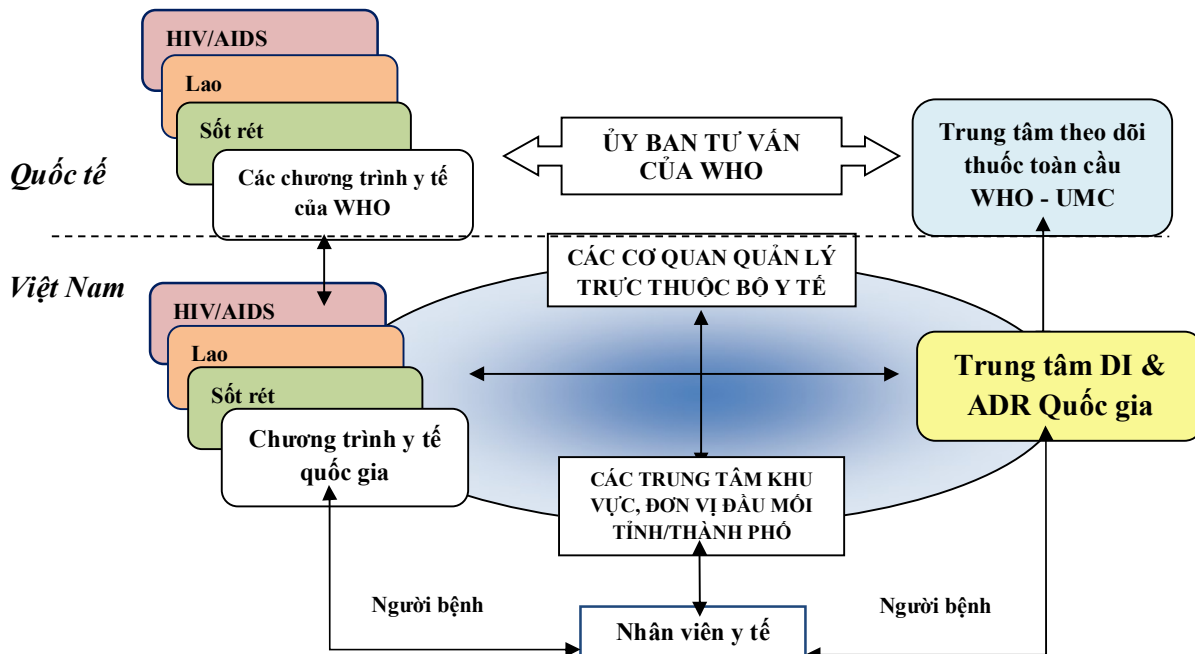 HIV/AIDS
Lao
Sốt rét
Các chương trình y tế
của WHO
Quốc tế
ỦY BAN TƯ VẤN
CỦA WHO
Trung tâm theo dõi
thuốc toàn cầu
WHO - UMC
Việt Nam
CÁC CƠ QUAN QUẢN LÝ
TRỰC THUỘC BỘ Y TẾ
HIV/AIDS
Lao
Sốt rét
Chương trình y tế
quốc gia
Trung tâm DI &
ADR Quốc gia
CÁC TRUNG TÂM KHU
VỰC, ĐƠN VỊ ĐẦU MỐI
TỈNH/THÀNH PHỐ
Người bệnh
Người bệnh
Nhân viên y tế